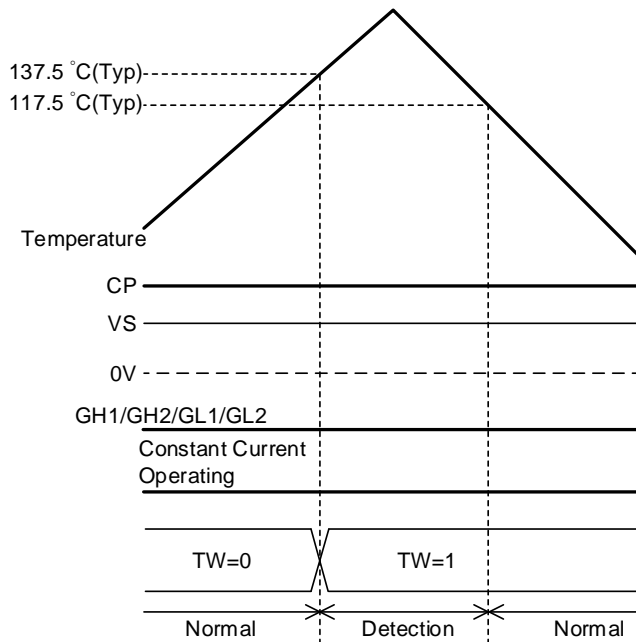 137.5 °C(Typ)
117.5 °C(Typ)
Temperature
CP
VS
0V
GH1/GH2/GL1/GL2
Constant Current
Operating
TW=0 TW=1
Normal Detection Normal